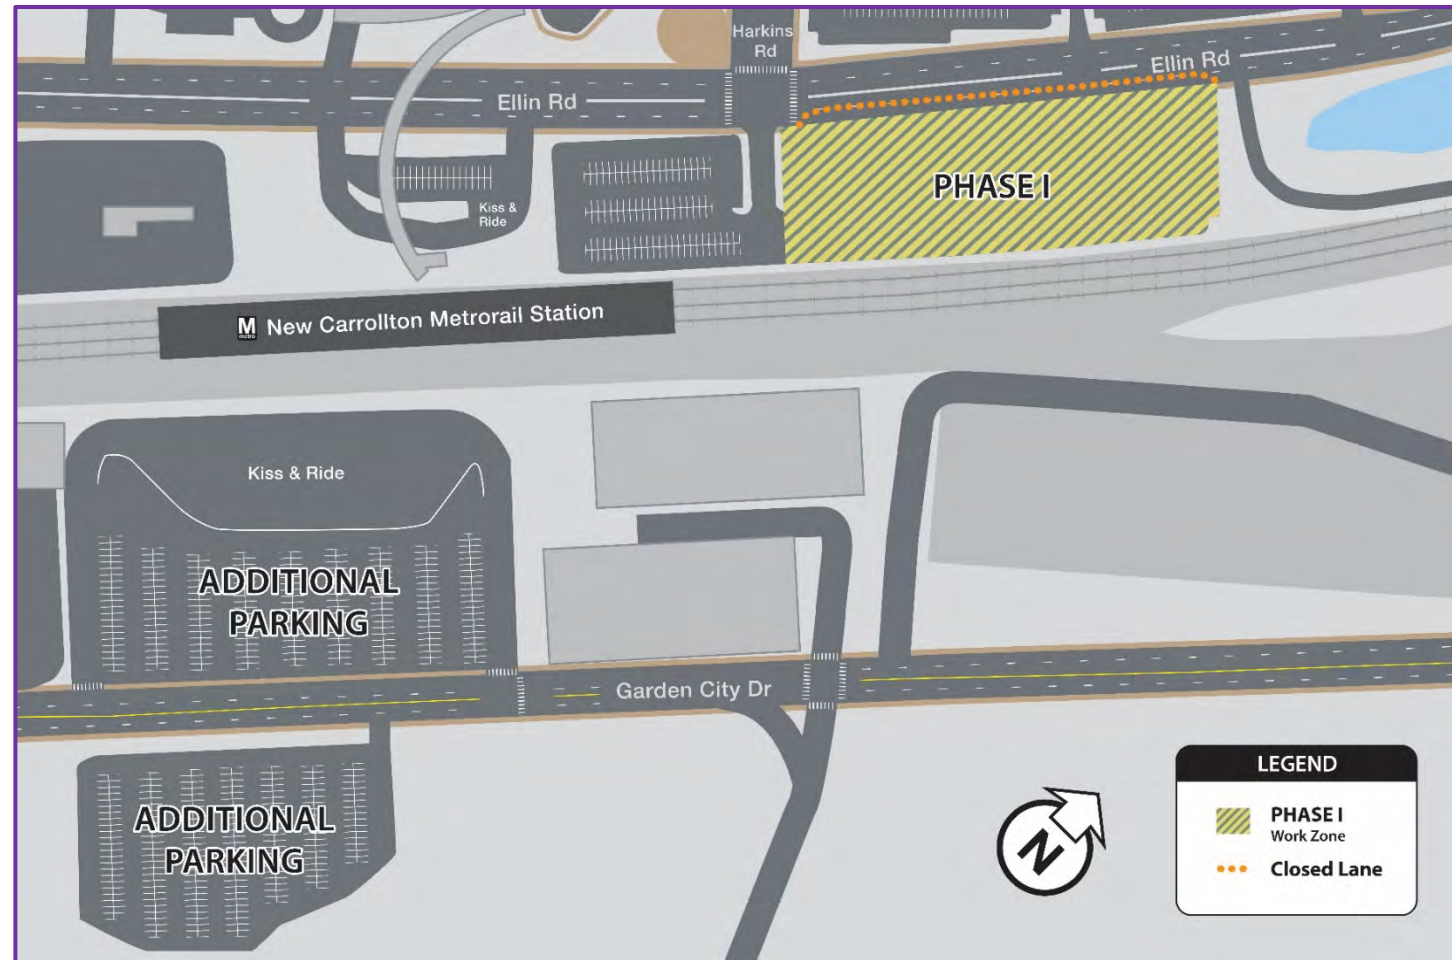 Harkins
Rd
Ellin Rd
Ellin Rd
PHASE I
Kiss &
Ride
M
metro
New Carrollton Metrorail Station
Kiss & Ride
ADDITIONAL
PARKING
Garden City Dr
ADDITIONAL
PARKING
N
LEGEND
PHASE I
Work Zone
Closed Lane